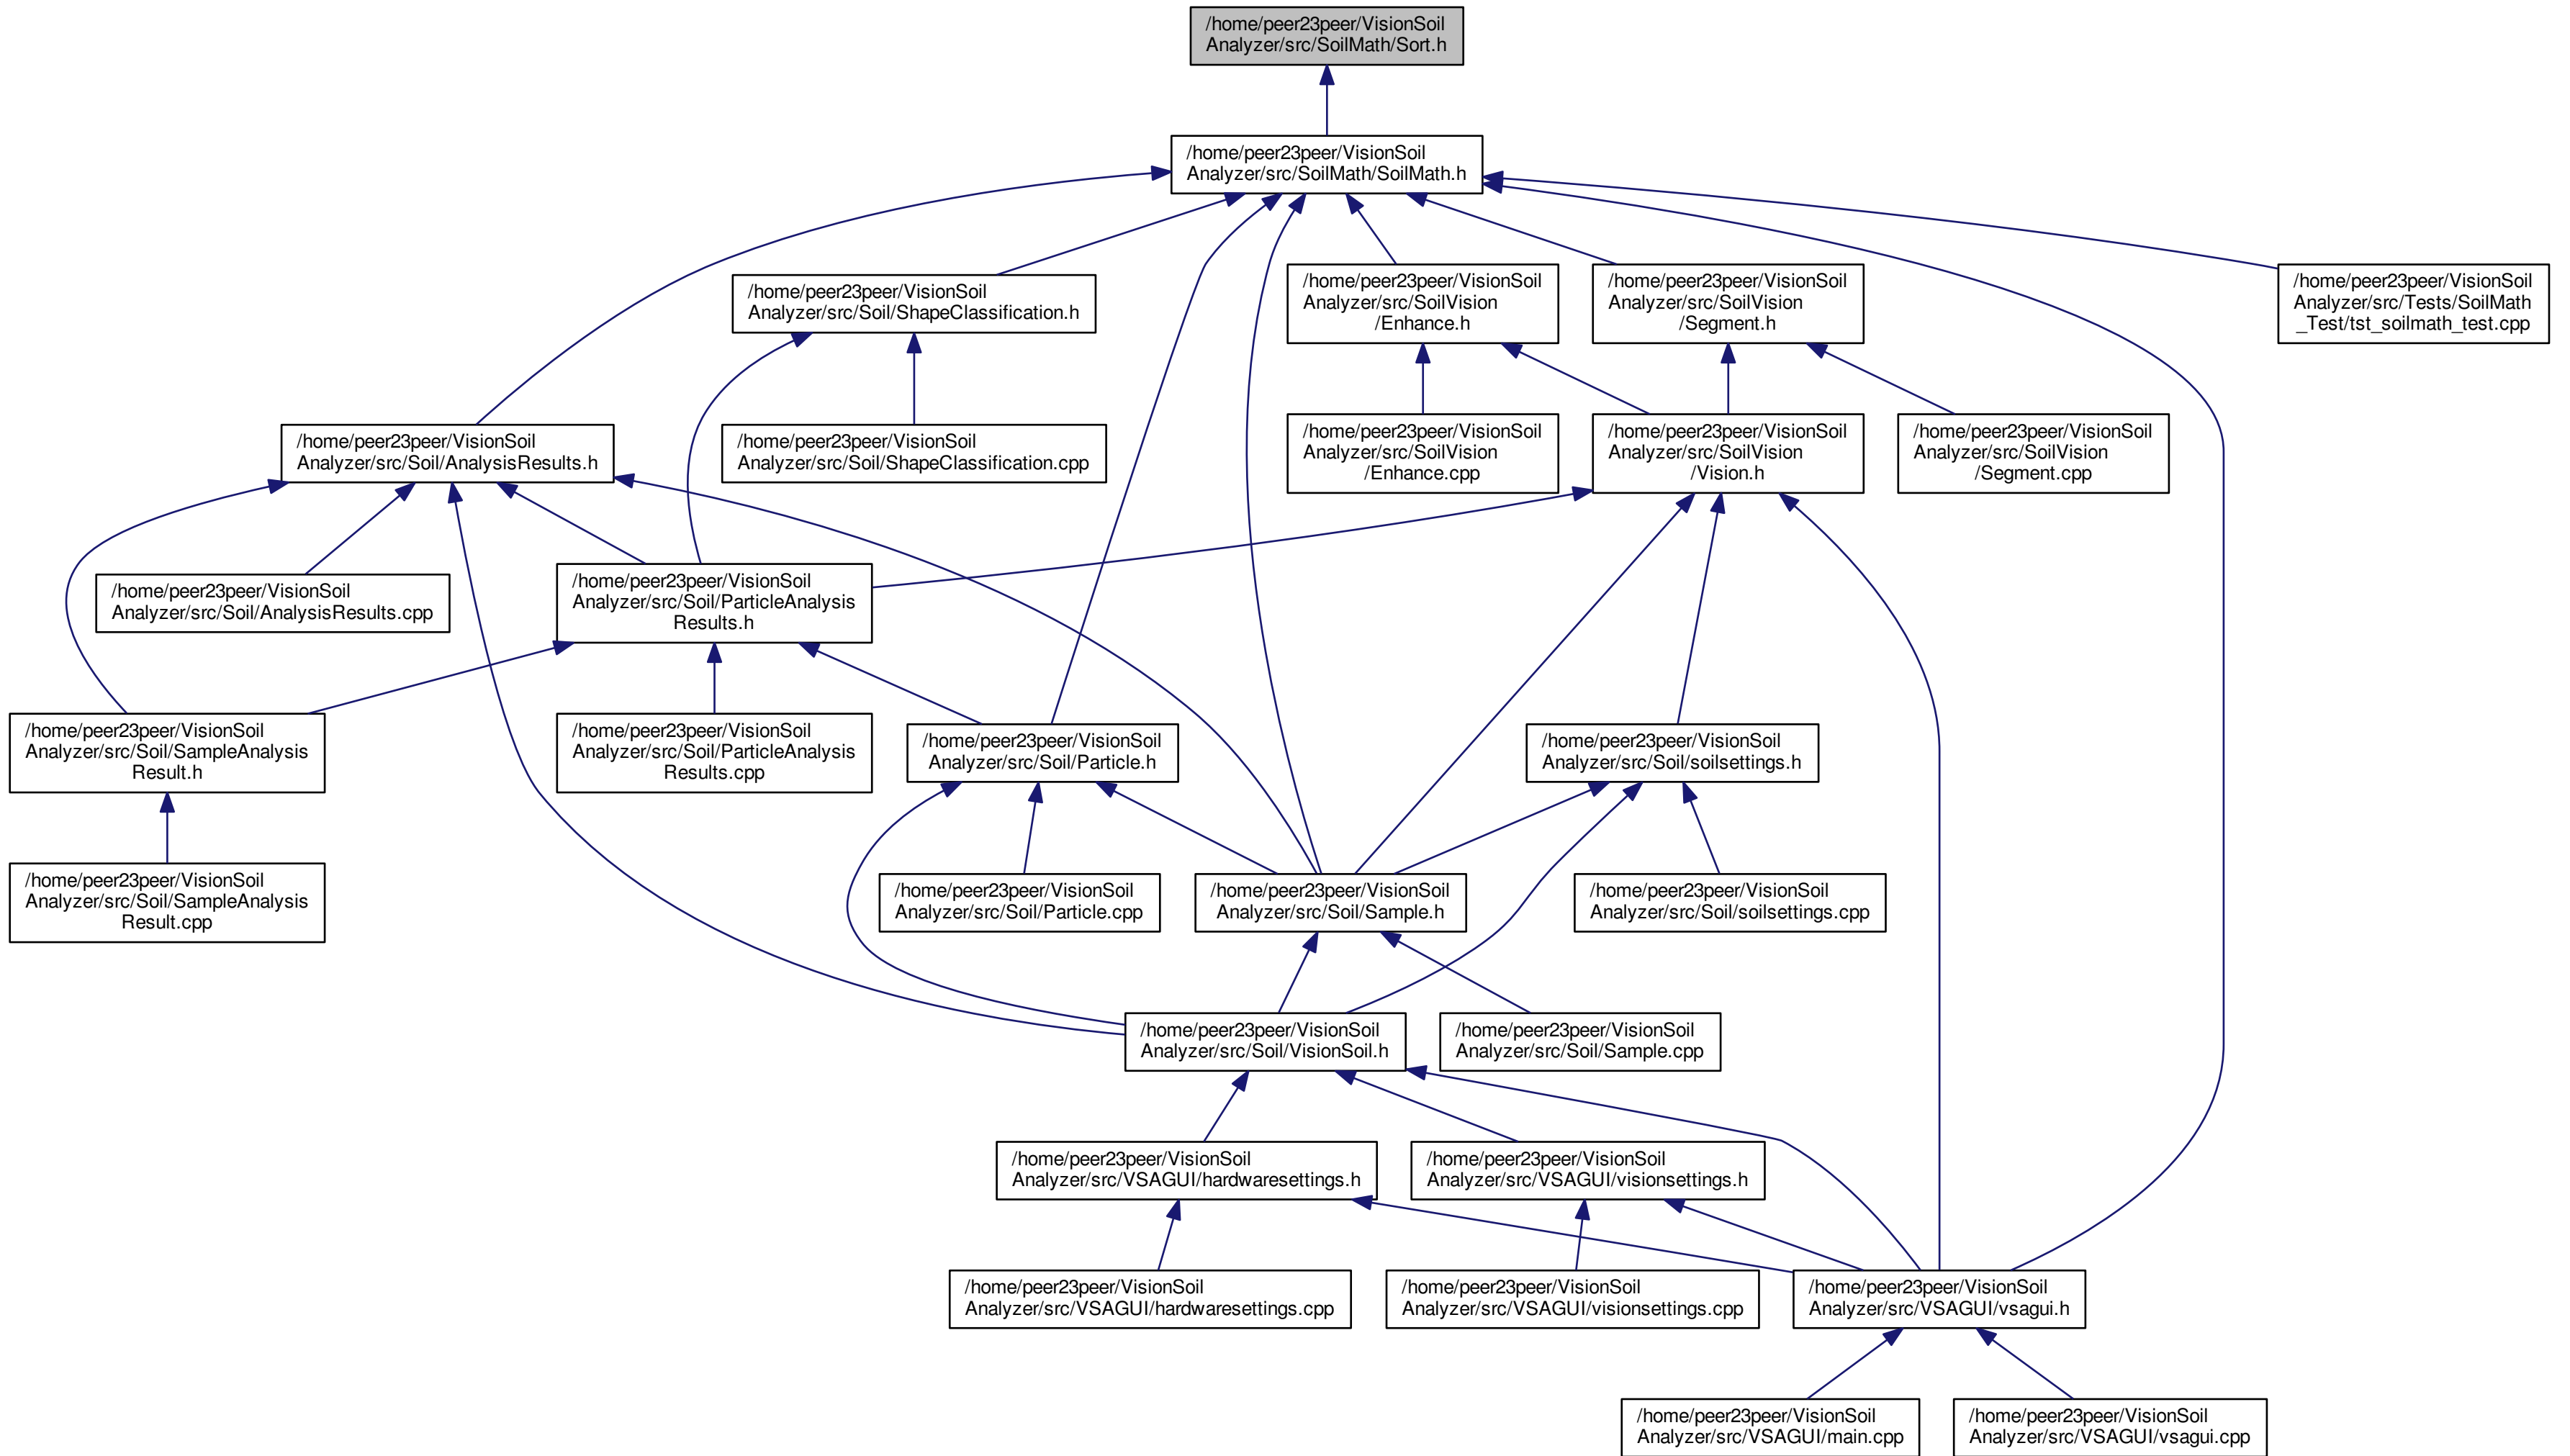 /home/peer23peer/VisionSoil
Analyzer/src/SoilMath/Sort.h
/home/peer23peer/VisionSoil
Analyzer/src/SoilMath/SoilMath.h
/home/peer23peer/VisionSoil
Analyzer/src/Soil/ShapeClassification.h
/home/peer23peer/VisionSoil
Analyzer/src/SoilVision
/Enhance.h
/home/peer23peer/VisionSoil
Analyzer/src/SoilVision
/Segment.h
/home/peer23peer/VisionSoil
Analyzer/src/Tests/SoilMath
_Test/tst_soilmath_test.cpp
/home/peer23peer/VisionSoil
Analyzer/src/Soil/AnalysisResults.h
/home/peer23peer/VisionSoil
Analyzer/src/Soil/ShapeClassification.cpp
/home/peer23peer/VisionSoil
Analyzer/src/SoilVision
/Enhance.cpp
/home/peer23peer/VisionSoil
Analyzer/src/SoilVision
/Vision.h
/home/peer23peer/VisionSoil
Analyzer/src/SoilVision
/Segment.cpp
/home/peer23peer/VisionSoil
Analyzer/src/Soil/AnalysisResults.cpp
/home/peer23peer/VisionSoil
Analyzer/src/Soil/ParticleAnalysis
Results.h
/home/peer23peer/VisionSoil
Analyzer/src/Soil/SampleAnalysis
Result.h
/home/peer23peer/VisionSoil
Analyzer/src/Soil/ParticleAnalysis
Results.cpp
/home/peer23peer/VisionSoil
Analyzer/src/Soil/Particle.h
/home/peer23peer/VisionSoil
Analyzer/src/Soil/soilsettings.h
/home/peer23peer/VisionSoil
Analyzer/src/Soil/SampleAnalysis
Result.cpp
/home/peer23peer/VisionSoil
Analyzer/src/Soil/Particle.cpp
/home/peer23peer/VisionSoil
Analyzer/src/Soil/Sample.h
/home/peer23peer/VisionSoil
Analyzer/src/Soil/soilsettings.cpp
/home/peer23peer/VisionSoil
Analyzer/src/Soil/VisionSoil.h
/home/peer23peer/VisionSoil
Analyzer/src/Soil/Sample.cpp
/home/peer23peer/VisionSoil
Analyzer/src/VSAGUI/hardwaresettings.h
/home/peer23peer/VisionSoil
Analyzer/src/VSAGUI/visionsettings.h
/home/peer23peer/VisionSoil
Analyzer/src/VSAGUI/hardwaresettings.cpp
/home/peer23peer/VisionSoil
Analyzer/src/VSAGUI/visionsettings.cpp
/home/peer23peer/VisionSoil
Analyzer/src/VSAGUI/vsagui.h
/home/peer23peer/VisionSoil
Analyzer/src/VSAGUI/main.cpp
/home/peer23peer/VisionSoil
Analyzer/src/VSAGUI/vsagui.cpp